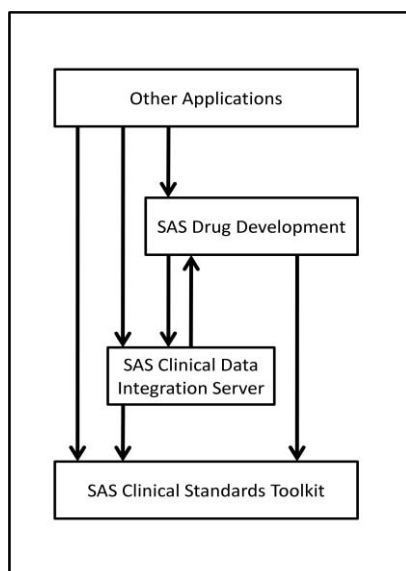 Other Applications
SAS Drug Development
SAS Clinical Data
Integration Server
SAS Clinical Standards Toolkit